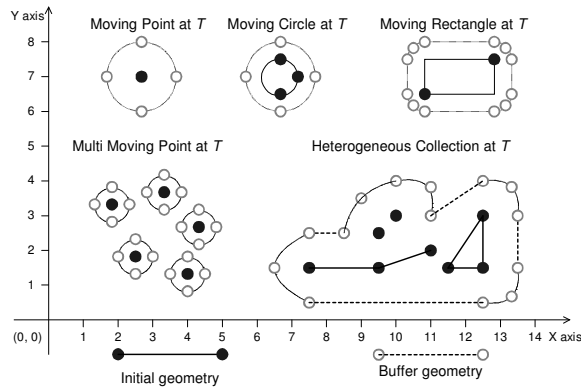 Y axis
Moving Point at T
Moving Circle at T
Moving Rectangle at T
8
7
6
5
Multi Moving Point at T
Heterogeneous Collection at T
4
3
2
1
(0, 0)
1 2 3 4 5 6 7 8 9 10 11 12 13 14 X axis
Initial geometry
Buffer geometry